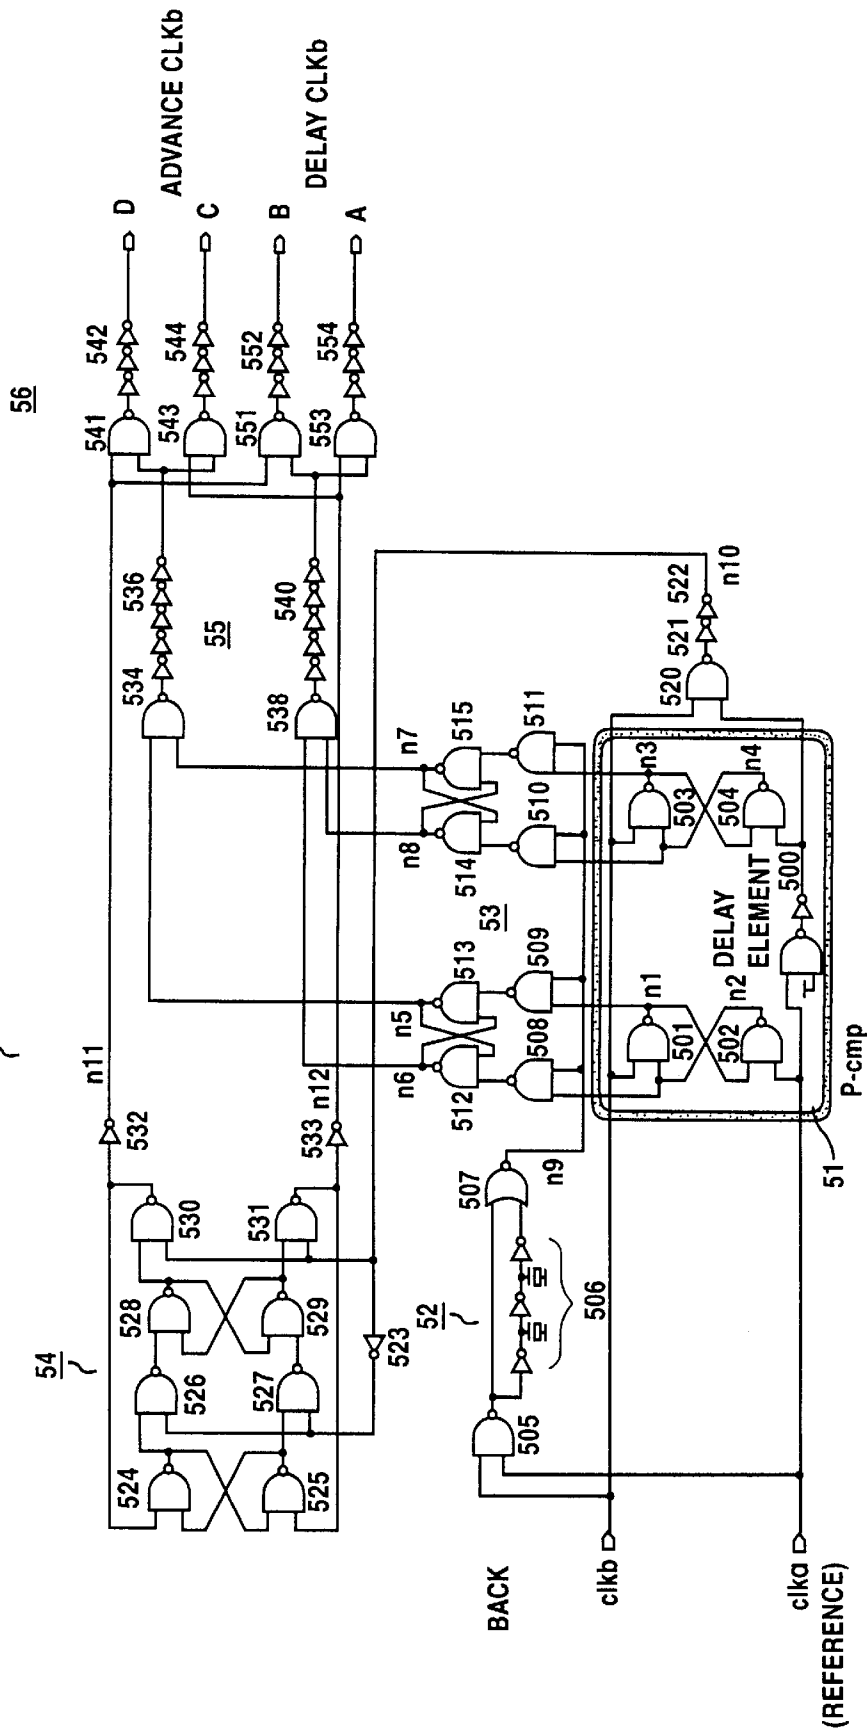 56
ADVANCE CLKb
DELAY CLKb
D
C
B
A
542
544
552
554
541
543
551
553
536
540
55
534
538
n11
n12
532
533
530
531
528
529
526
527
524
525
54
523
n10
522
521
520
n7
n8
515
511
514
510
53
n5
n6
513
509
512
508
n3
n4
503
504
n1
n2
501
502
DELAY
ELEMENT
500
P-cmp
51
n9
507
52
506
505
BACK
clkb
clka
(REFERENCE)